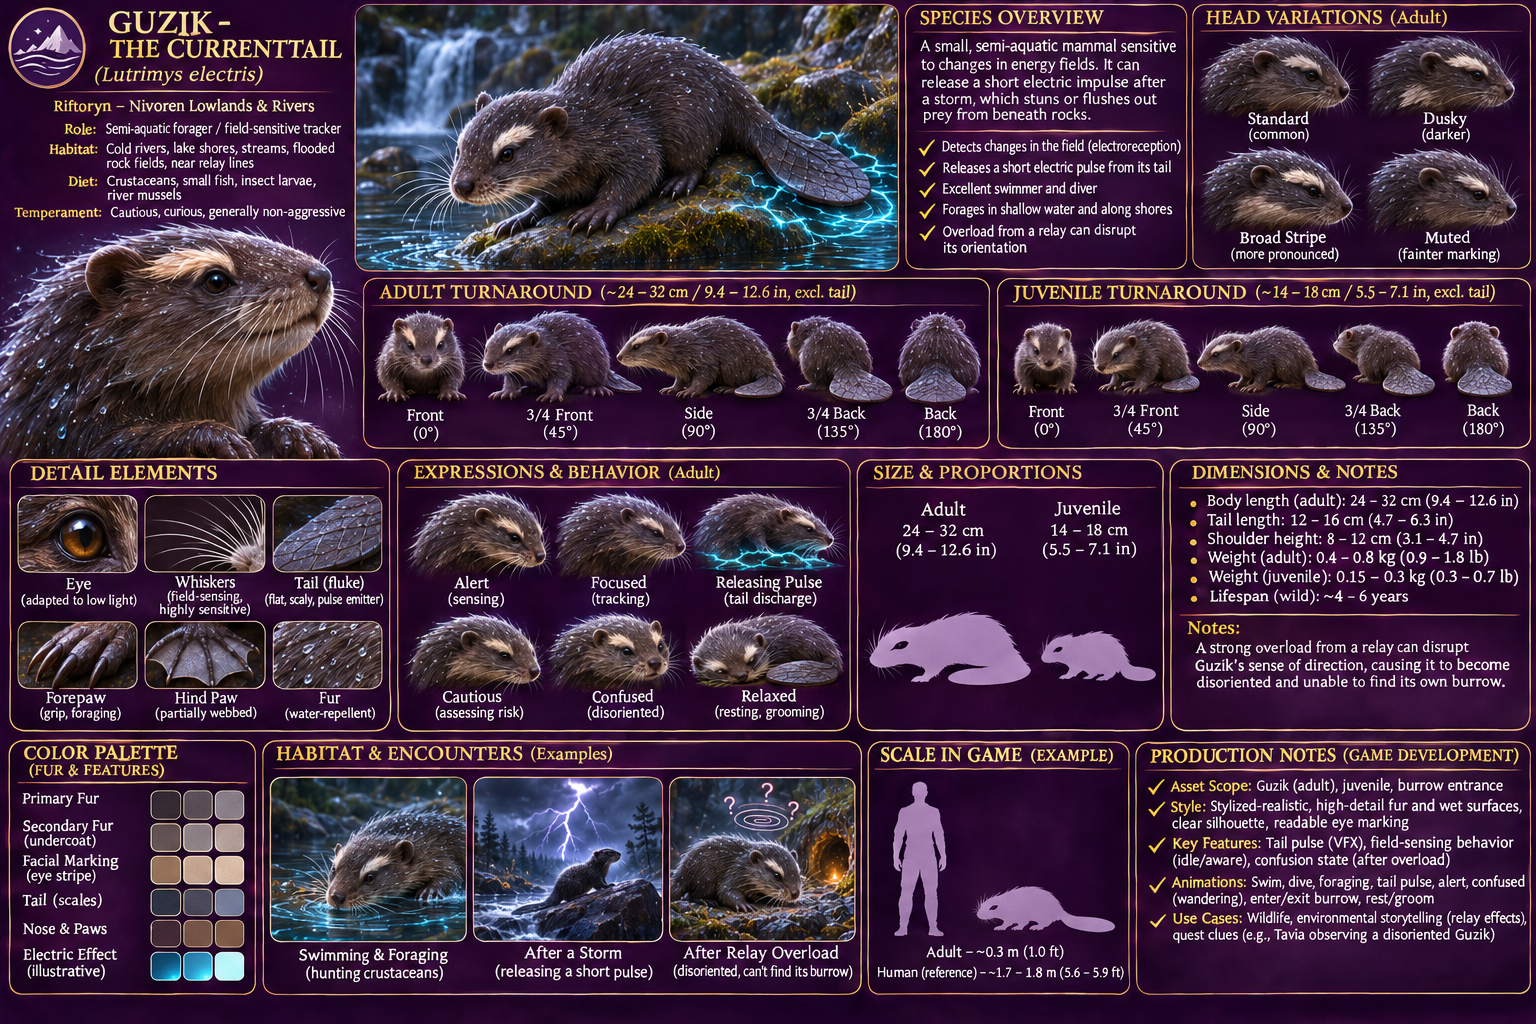 GUZIK –
THE CURRENTTAIL
(Lutrimys electris)
Riftoryn – Nivoren Lowlands & Rivers
Role: Semi-aquatic forager / field-sensitive tracker
Habitat: Cold rivers, lake shores, streams, flooded
rock fields, near relay lines
Diet: Crustaceans, small fish, insect larvae,
river mussels
Temperament: Cautious, curious, generally non-aggressive
SPECIES OVERVIEW
A small, semi-aquatic mammal sensitive
to changes in energy fields. It can
release a short electric impulse after
a storm, which stuns or flushes out
prey from beneath rocks.
Detects changes in the field (electroreception)
Releases a short electric pulse from its tail
Excellent swimmer and diver
Forages in shallow water and along shores
Overload from a relay can disrupt
its orientation
HEAD VARIATIONS (Adult)
Standard
(common)
Dusky
(darker)
Broad Stripe
(more pronounced)
Muted
(fainter marking)
ADULT TURNAROUND (~24 – 32 cm / 9.4 – 12.6 in, excl. tail)
Front
(0°)
3/4 Front
(45°)
Side
(90°)
3/4 Back
(135°)
Back
(180°)
JUVENILE TURNAROUND (~14 – 18 cm / 5.5 – 7.1 in, excl. tail)
Front
(0°)
3/4 Front
(45°)
Side
(90°)
3/4 Back
(135°)
Back
(180°)
DETAIL ELEMENTS
Eye
(adapted to low light)
Whiskers
(field-sensing,
highly sensitive)
Tail (fluke)
(flat, scaly, pulse emitter)
Forepaw
(grip, foraging)
Hind Paw
(partially webbed)
Fur
(water-repellent)
EXPRESSIONS & BEHAVIOR (Adult)
Alert
(sensing)
Focused
(tracking)
Releasing Pulse
(tail discharge)
Cautious
(assessing risk)
Confused
(disoriented)
Relaxed
(resting, grooming)
SIZE & PROPORTIONS
Adult
24 – 32 cm
(9.4 – 12.6 in)
Juvenile
14 – 18 cm
(5.5 – 7.1 in)
DIMENSIONS & NOTES
Body length (adult): 24 – 32 cm (9.4 – 12.6 in)
Tail length: 12 – 16 cm (4.7 – 6.3 in)
Shoulder height: 8 – 12 cm (3.1 – 4.7 in)
Weight (adult): 0.4 – 0.8 kg (0.9 – 1.8 lb)
Weight (juvenile): 0.15 – 0.3 kg (0.3 – 0.7 lb)
Lifespan (wild): ~4 – 6 years
Notes:
A strong overload from a relay can disrupt
Guzik's sense of direction, causing it to become
disoriented and unable to find its own burrow.
COLOR PALETTE
(FUR & FEATURES)
Primary Fur
Secondary Fur
(undercoat)
Facial Marking
(eye stripe)
Tail (scales)
Nose & Paws
Electric Effect
(illustrative)
HABITAT & ENCOUNTERS (Examples)
? ? ?
Swimming & Foraging
(hunting crustaceans)
After a Storm
(releasing a short pulse)
After Relay Overload
(disoriented, can't find its burrow)
SCALE IN GAME (EXAMPLE)
Adult – ~0.3 m (1.0 ft)
Human (reference) – ~1.7 – 1.8 m (5.6 – 5.9 ft)
PRODUCTION NOTES (GAME DEVELOPMENT)
Asset Scope: Guzik (adult), juvenile, burrow entrance
Style: Stylized-realistic, high-detail fur and wet surfaces,
clear silhouette, readable eye marking
Key Features: Tail pulse (VFX), field-sensing behavior
(idle/aware), confusion state (after overload)
Animations: Swim, dive, foraging, tail pulse, alert, confused
(wandering), enter/exit burrow, rest/groom
Use Cases: Wildlife, environmental storytelling (relay effects),
quest clues (e.g., Tavia observing a disoriented Guzik)